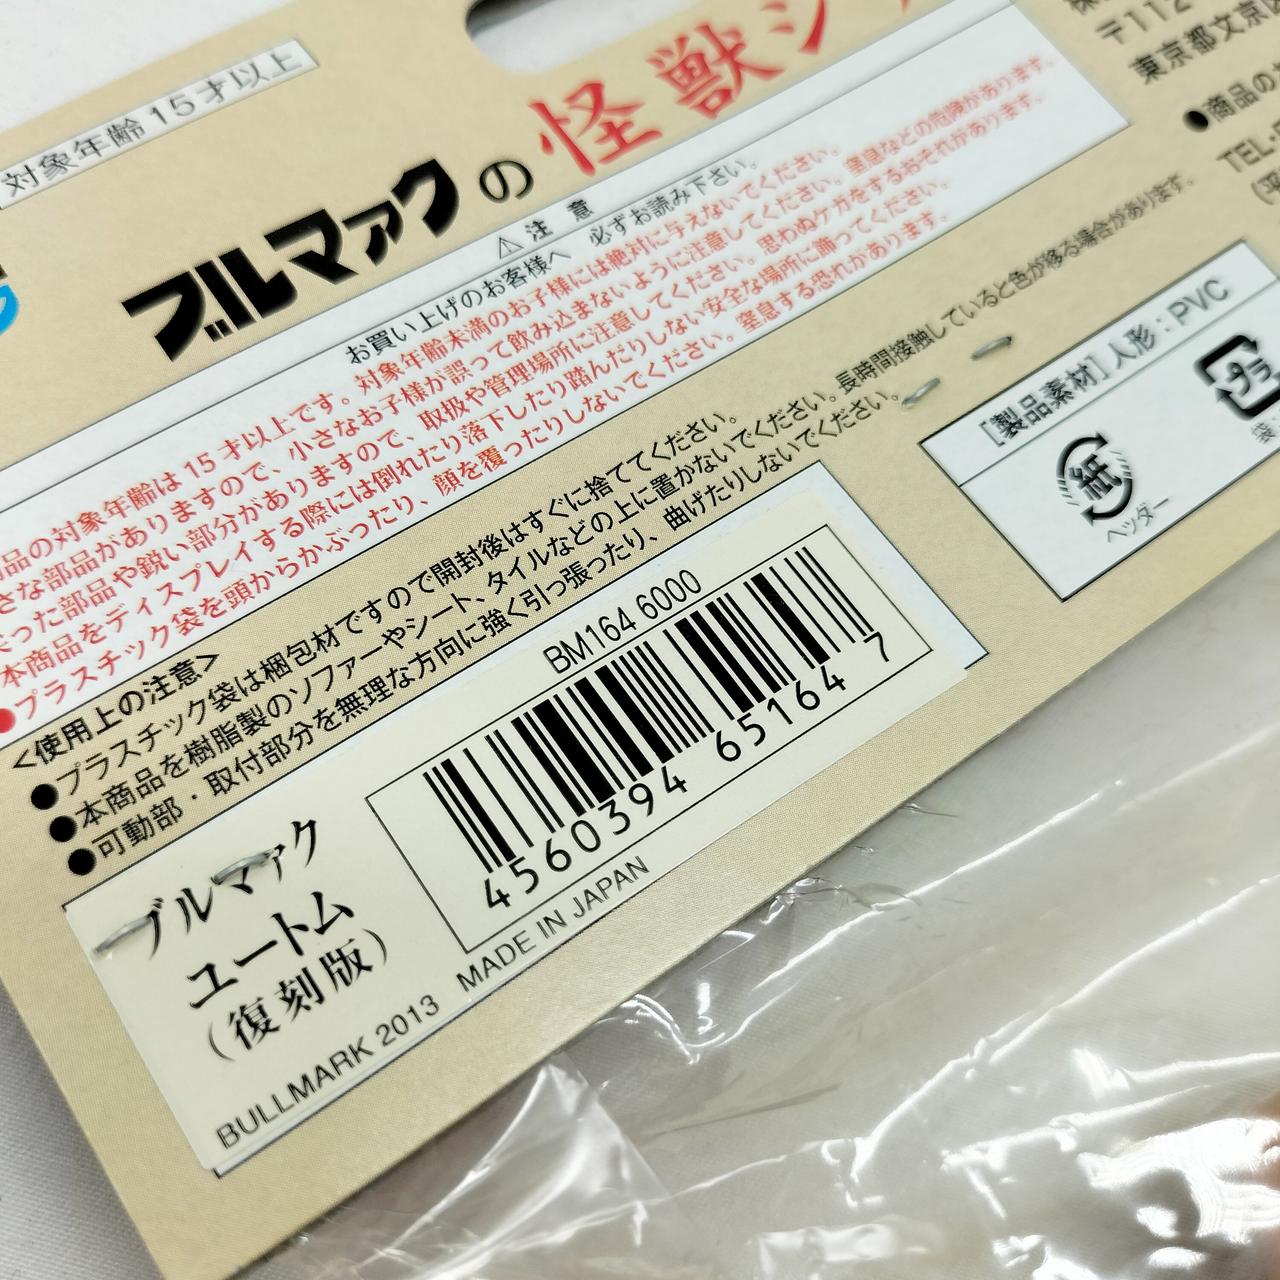 対象年齢15才以上
ブルマァクの怪獣シ
⚠注 意
お買い上げのお客様へ 必ずお読み下さい。
品の対象年齢は15才以上です。対象年齢未満のお子様には絶対に与えないでください。
さな部品がありますので、小さなお子様が誤って飲み込まないように注意してください。窒息などの危険があります。
った部品や鋭い部分がありますので、取扱や管理場所に注意してください。思わぬケガをするおそれがあります。
本商品をディスプレイする際には倒れたり落下したり踏んだりしない安全な場所に飾ってください。
●プラスチック袋を頭からかぶったり、顔を覆ったりしないでください。窒息する恐れがあります。
<使用上の注意>
●プラスチック袋は梱包材ですので開封後はすぐに捨ててください。
●本商品を樹脂製のソファーやシート、タイルなどの上に置かないでください。長時間接触していると色が移る場合があります。
●可動部・取付部分を無理な方向に強く引っ張ったり、曲げたりしないでください。
〒112
東京都文京区
●商品の
TEL
[製品素材]人形:PVC
紙
ヘッダー
プラ
袋
BM164 6000
4560394 651647
MADE IN JAPAN
ブルマァク
ユートム
(復刻版)
BULLMARK 2013